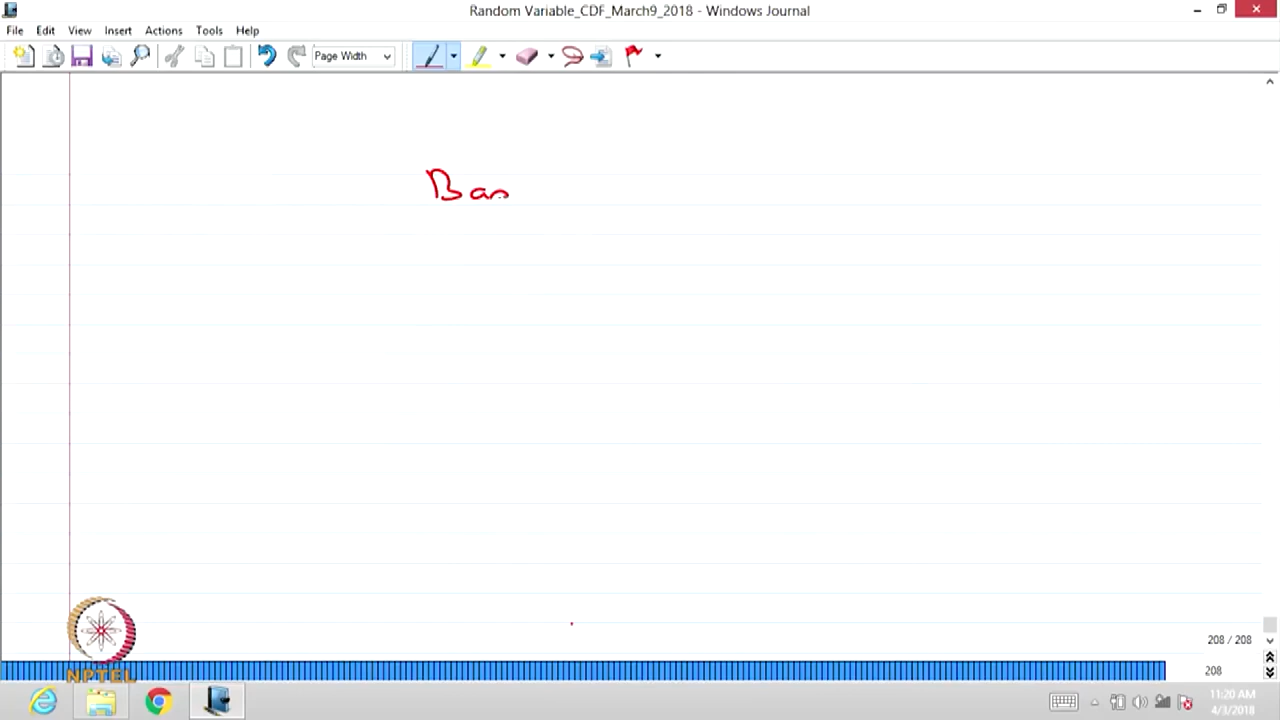 Random Variable_CDF_March9_2018 - Windows Journal
File Edit View Insert Actions Tools Help
Page Width
Bas
208 / 208
208
NPTEL
11:20 AM
4/3/2018